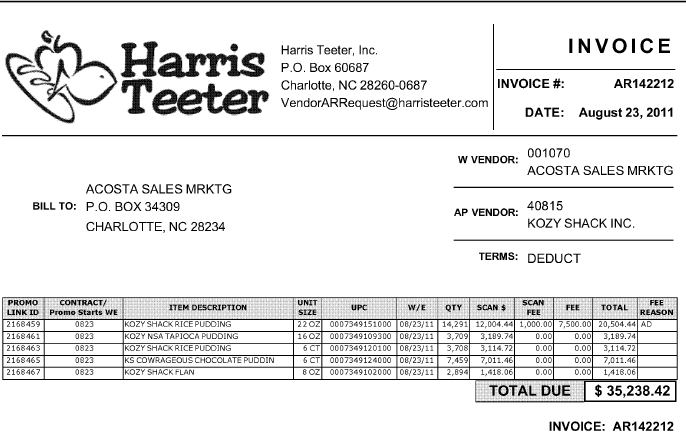 Harris Teeter
Harris Teeter, Inc.
P.O. Box 60687
Charlotte, NC 28260-0687
VendorARRequest@harristeeter.com
INVOICE
INVOICE #: AR142212
DATE: August 23, 2011
W VENDOR: 001070
ACOSTA SALES MRKTG
BILL TO: ACOSTA SALES MRKTG
P.O. BOX 34309
CHARLOTTE, NC 28234
AP VENDOR: 40815
KOZY SHACK INC.
TERMS: DEDUCT
PROMO LINK ID CONTRACT/ Promo Starts WE ITEM DESCRIPTION UNIT SIZE UPC W/E QTY SCAN $ SCAN FEE FEE TOTAL FEE REASON
2168459 0823 KOZY SHACK RICE PUDDING 22 OZ 0007349151000 08/23/11 14,291 12,004.44 1,000.00 7,500.00 20,504.44 AD
2168461 0823 KOZY NSA TAPIOCA PUDDING 16 OZ 0007349109300 08/23/11 3,709 3,189.74 0.00 0.00 3,189.74
2168463 0823 KOZY SHACK RICE PUDDING 6 CT 0007349120100 08/23/11 3,708 3,114.72 0.00 0.00 3,114.72
2168465 0823 KS COWRAGEOUS CHOCOLATE PUDDIN 6 CT 0007349124000 08/23/11 7,459 7,011.46 0.00 0.00 7,011.46
2168467 0823 KOZY SHACK FLAN 8 OZ 0007349102000 08/23/11 2,894 1,418.06 0.00 0.00 1,418.06
TOTAL DUE $ 35,238.42
INVOICE: AR142212